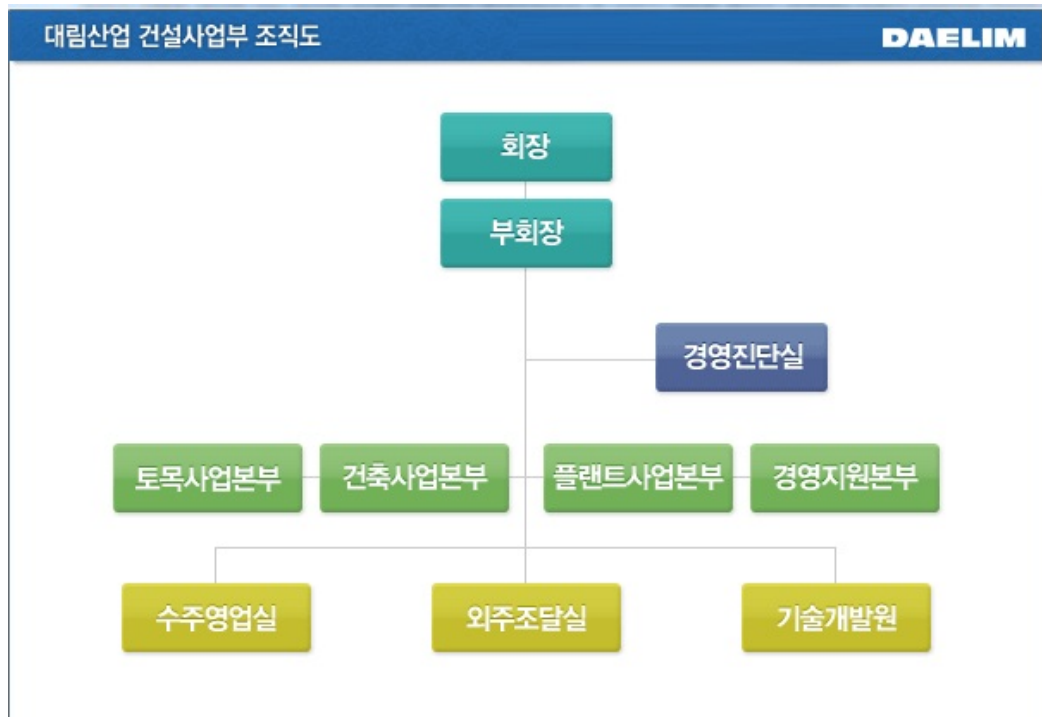 대림산업 건설사업부 조직도
DAELIM
회장
부회장
경영진단실
토목사업본부
건축사업본부
플랜트사업본부
경영지원본부
수주영업실
외주조달실
기술개발원